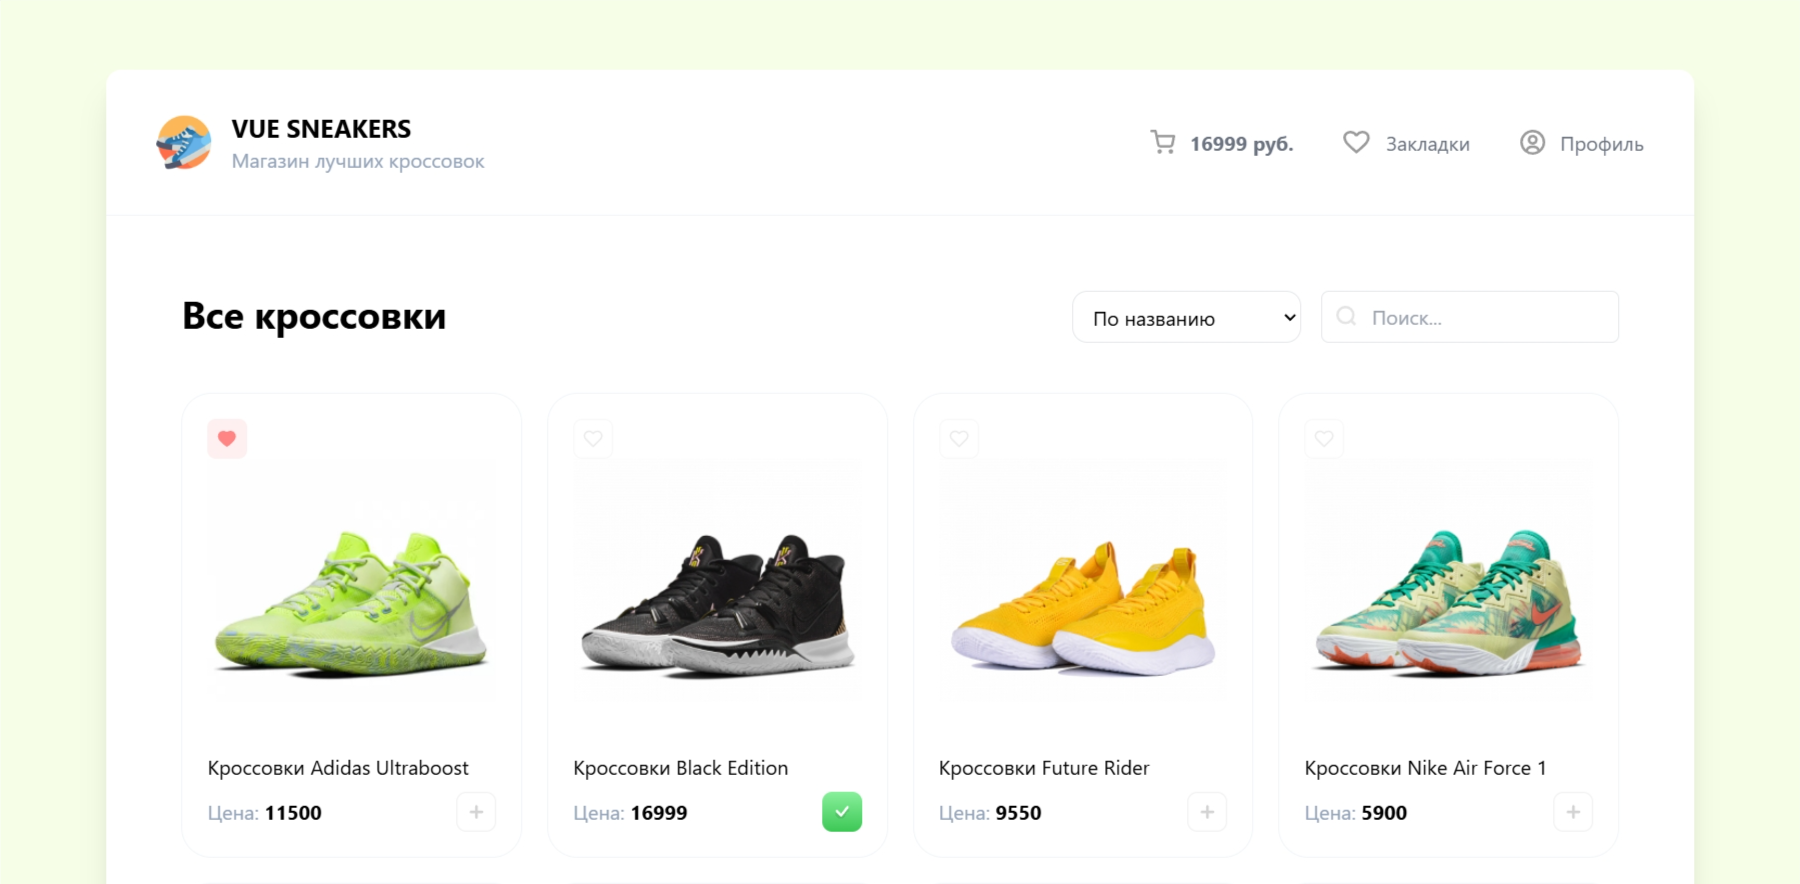 VUE SNEAKERS
Магазин лучших кроссовок
16999 руб.
Закладки
Профиль
Все кроссовки
По названию
Поиск...
Кроссовки Adidas Ultraboost
Цена: 11500
Кроссовки Black Edition
Цена: 16999
Кроссовки Future Rider
Цена: 9550
Кроссовки Nike Air Force 1
Цена: 5900